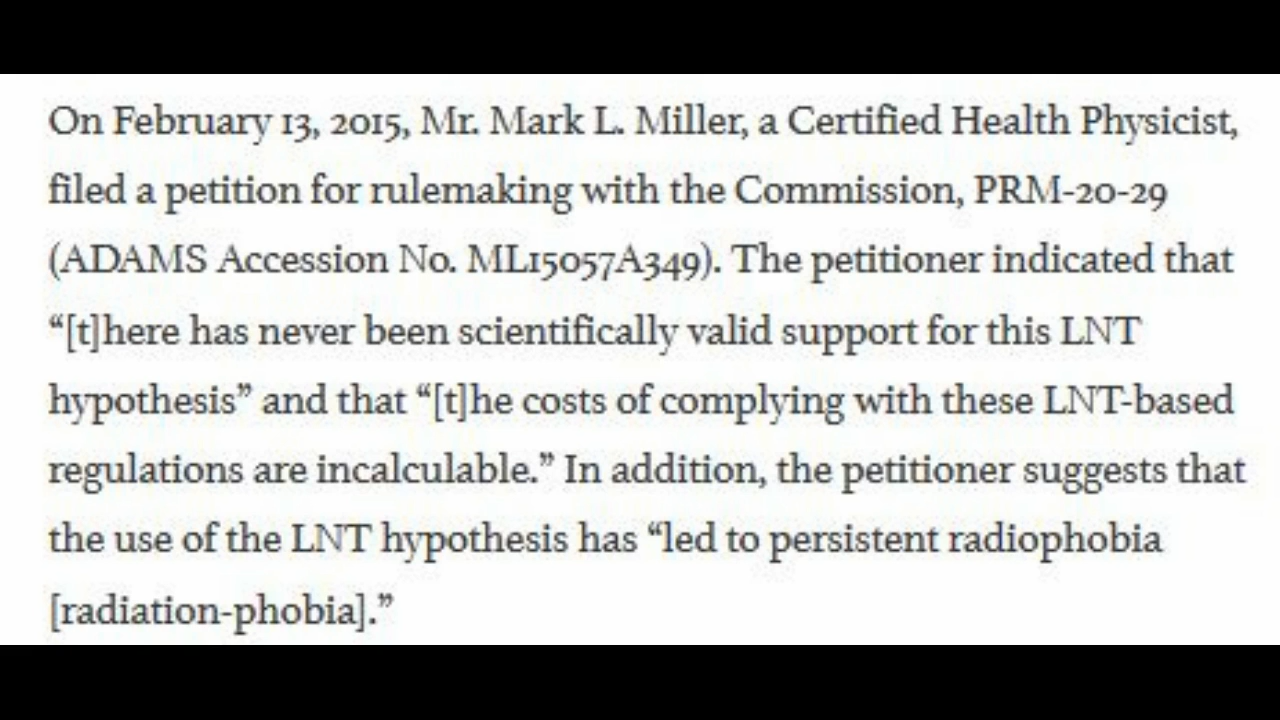 On February 13, 2015, Mr. Mark L. Miller, a Certified Health Physicist,
filed a petition for rulemaking with the Commission, PRM-20-29
(ADAMS Accession No. ML15057A349). The petitioner indicated that
“[t]here has never been scientifically valid support for this LNT
hypothesis” and that “[t]he costs of complying with these LNT-based
regulations are incalculable.” In addition, the petitioner suggests that
the use of the LNT hypothesis has “led to persistent radiophobia
[radiation-phobia].”